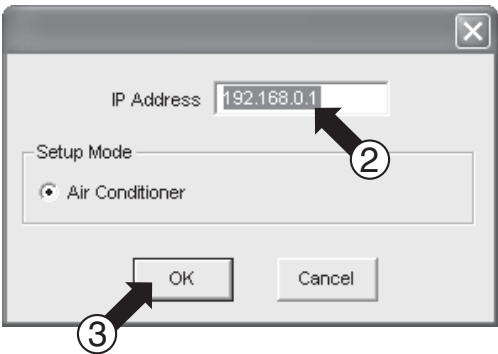 IP Address 192.168.0.1
②
Setup Mode
Air Conditioner
OK Cancel
③